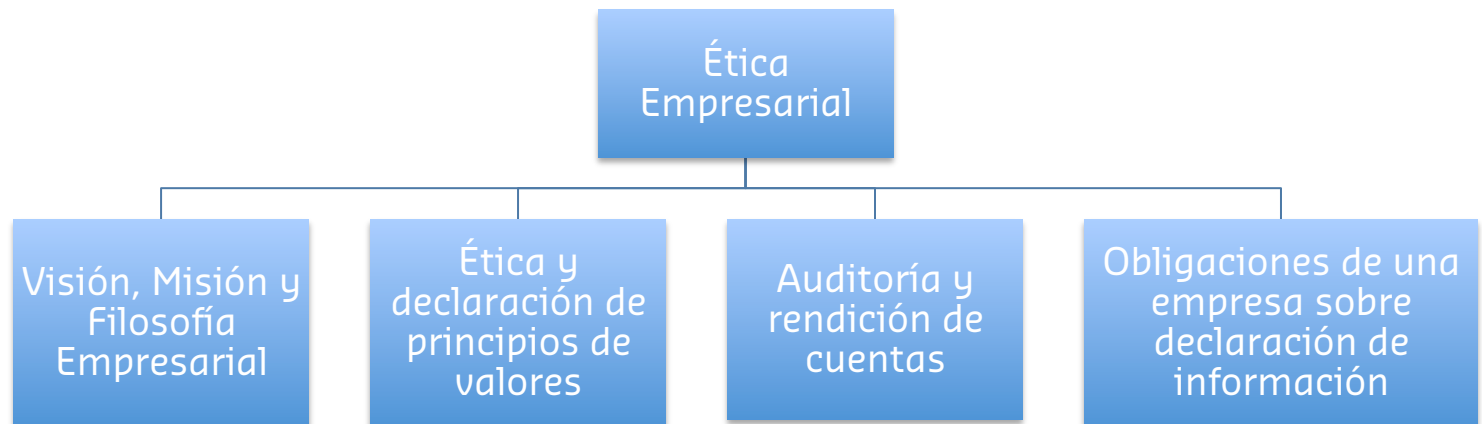 Ética
Empresarial
Visión, Misión y
Filosofía
Empresarial
Ética y
declaración de
principios de
valores
Auditoría y
rendición de
cuentas
Obligaciones de una
empresa sobre
declaración de
información